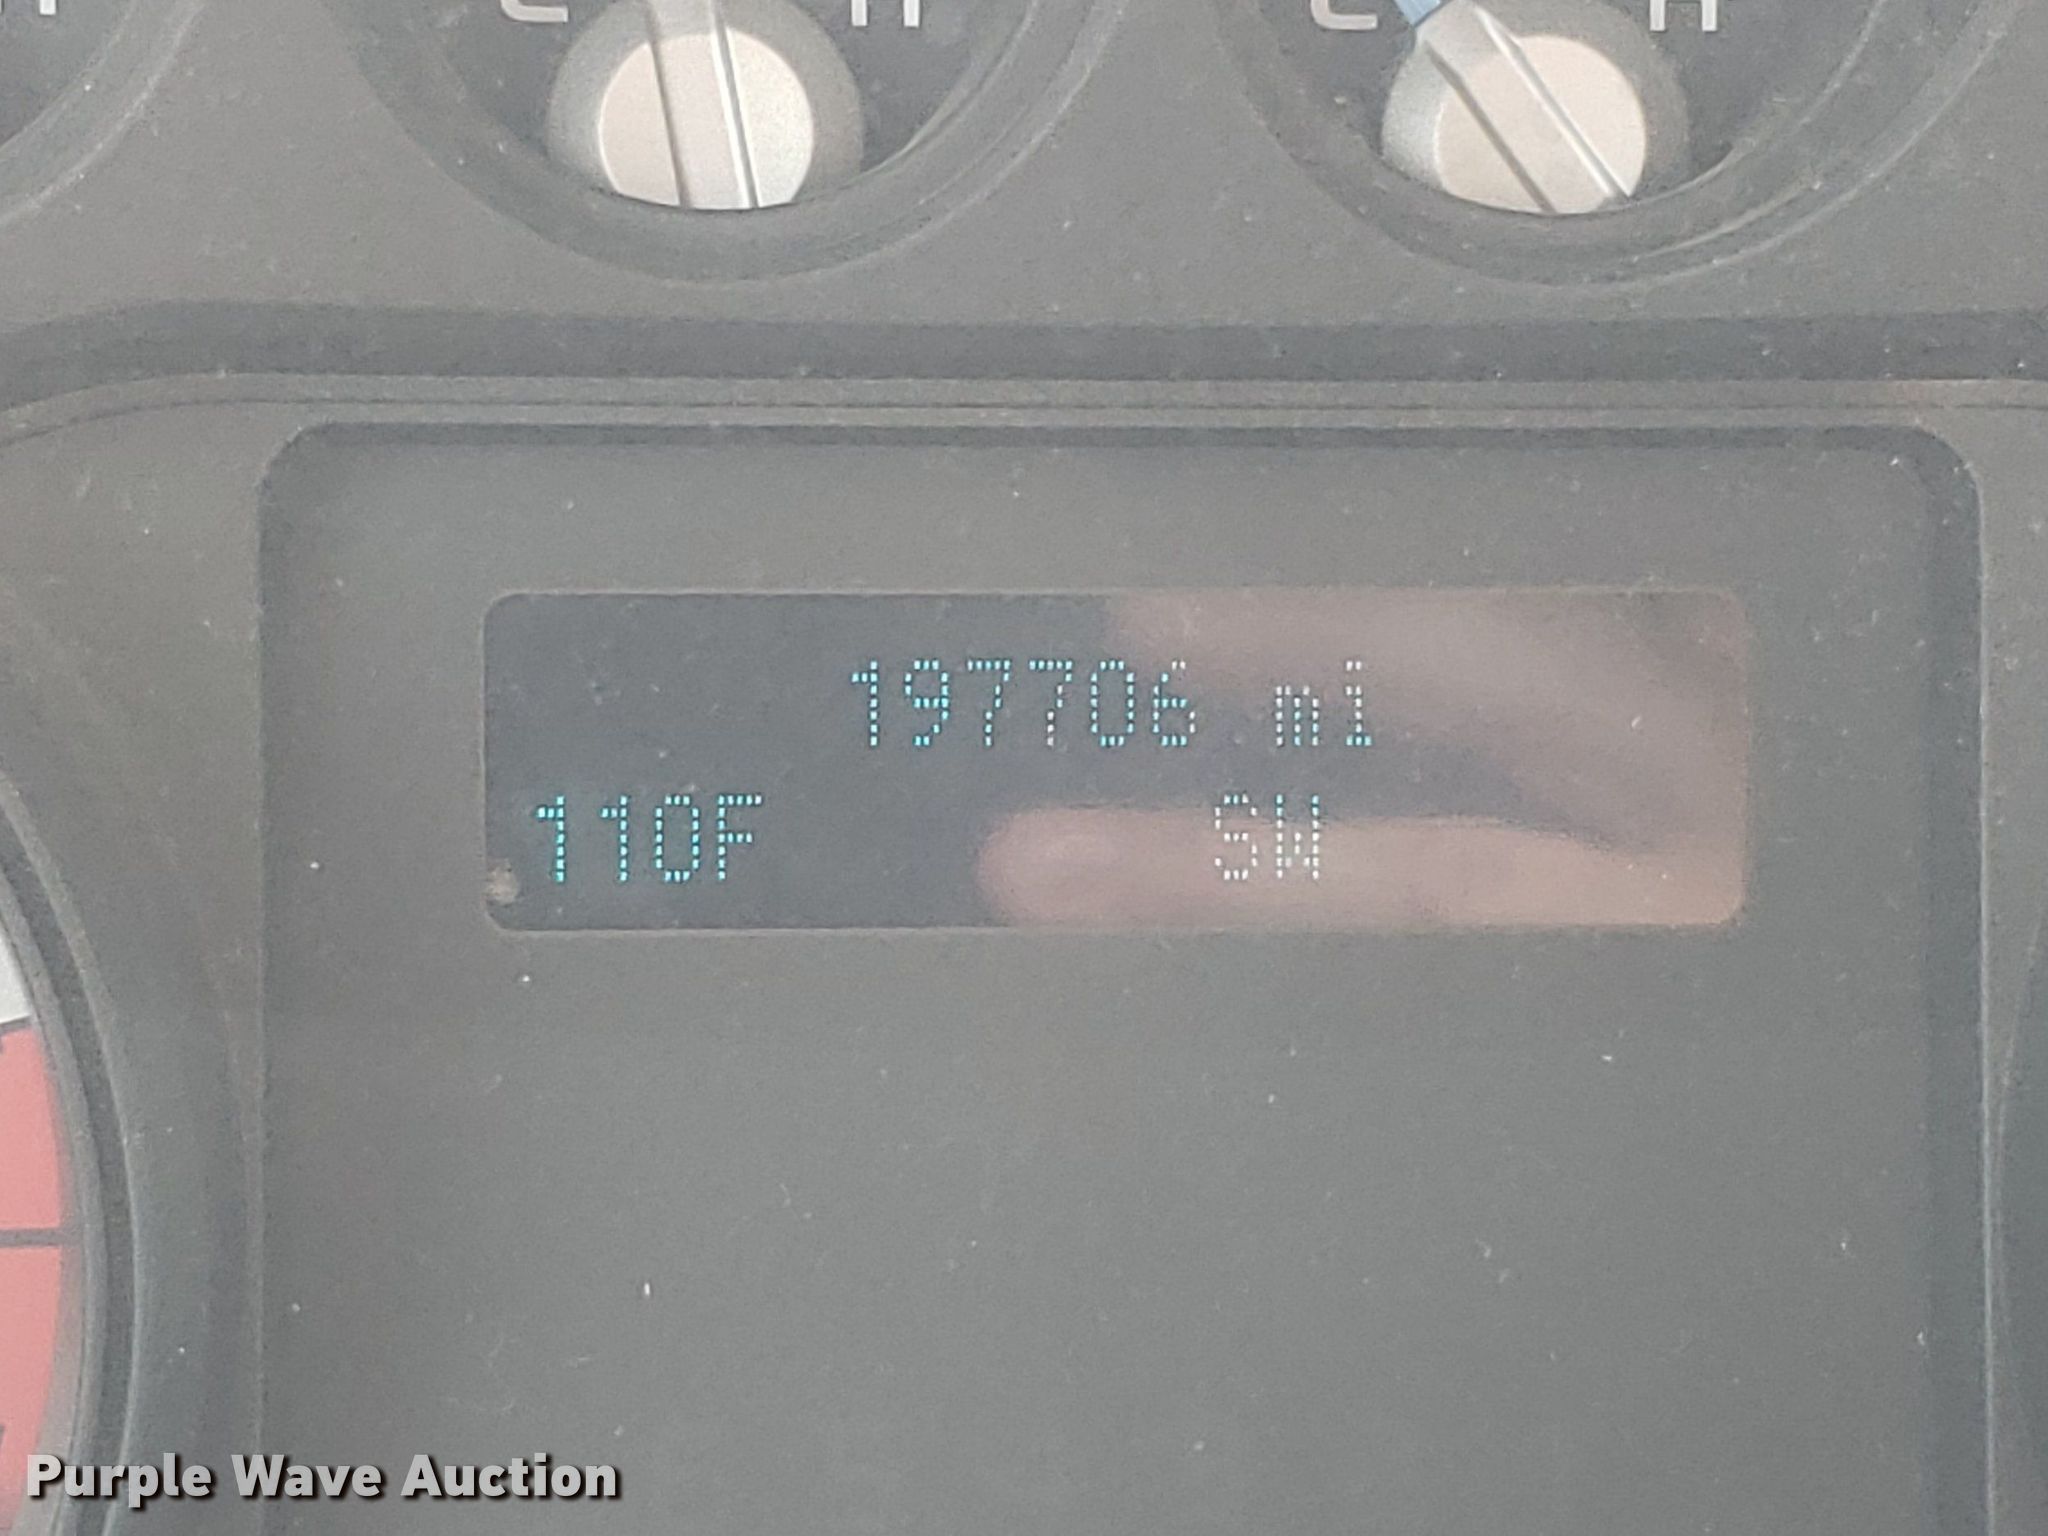 C H
C H
197706 mi
110F SW
Purple Wave Auction